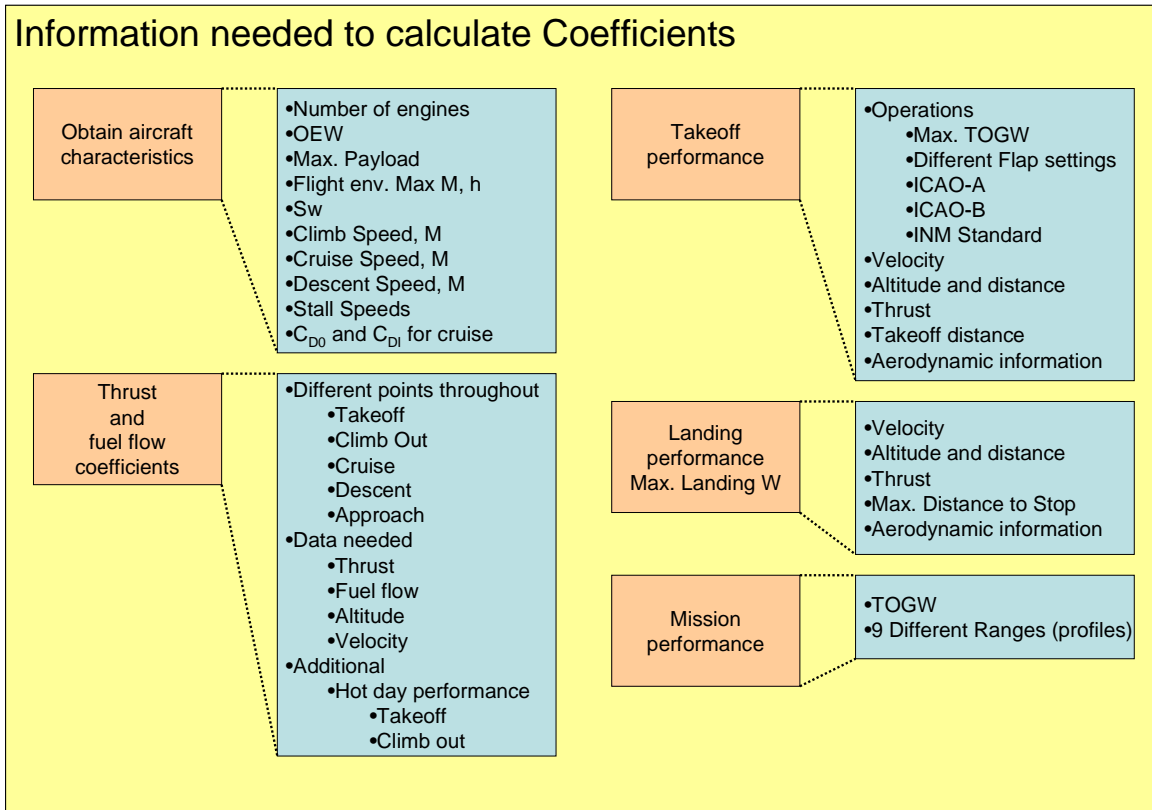 Information needed to calculate Coefficients
Obtain aircraft
characteristics
•Number of engines
•OEW
•Max. Payload
•Flight env. Max M, h
•Sw
•Climb Speed, M
•Cruise Speed, M
•Descent Speed, M
•Stall Speeds
•C_D0 and C_DI for cruise
Thrust
and
fuel flow
coefficients
•Different points throughout
•Takeoff
•Climb Out
•Cruise
•Descent
•Approach
•Data needed
•Thrust
•Fuel flow
•Altitude
•Velocity
•Additional
•Hot day performance
•Takeoff
•Climb out
Takeoff
performance
•Operations
•Max. TOGW
•Different Flap settings
•ICAO-A
•ICAO-B
•INM Standard
•Velocity
•Altitude and distance
•Thrust
•Takeoff distance
•Aerodynamic information
Landing
performance
Max. Landing W
•Velocity
•Altitude and distance
•Thrust
•Max. Distance to Stop
•Aerodynamic information
Mission
performance
•TOGW
•9 Different Ranges (profiles)